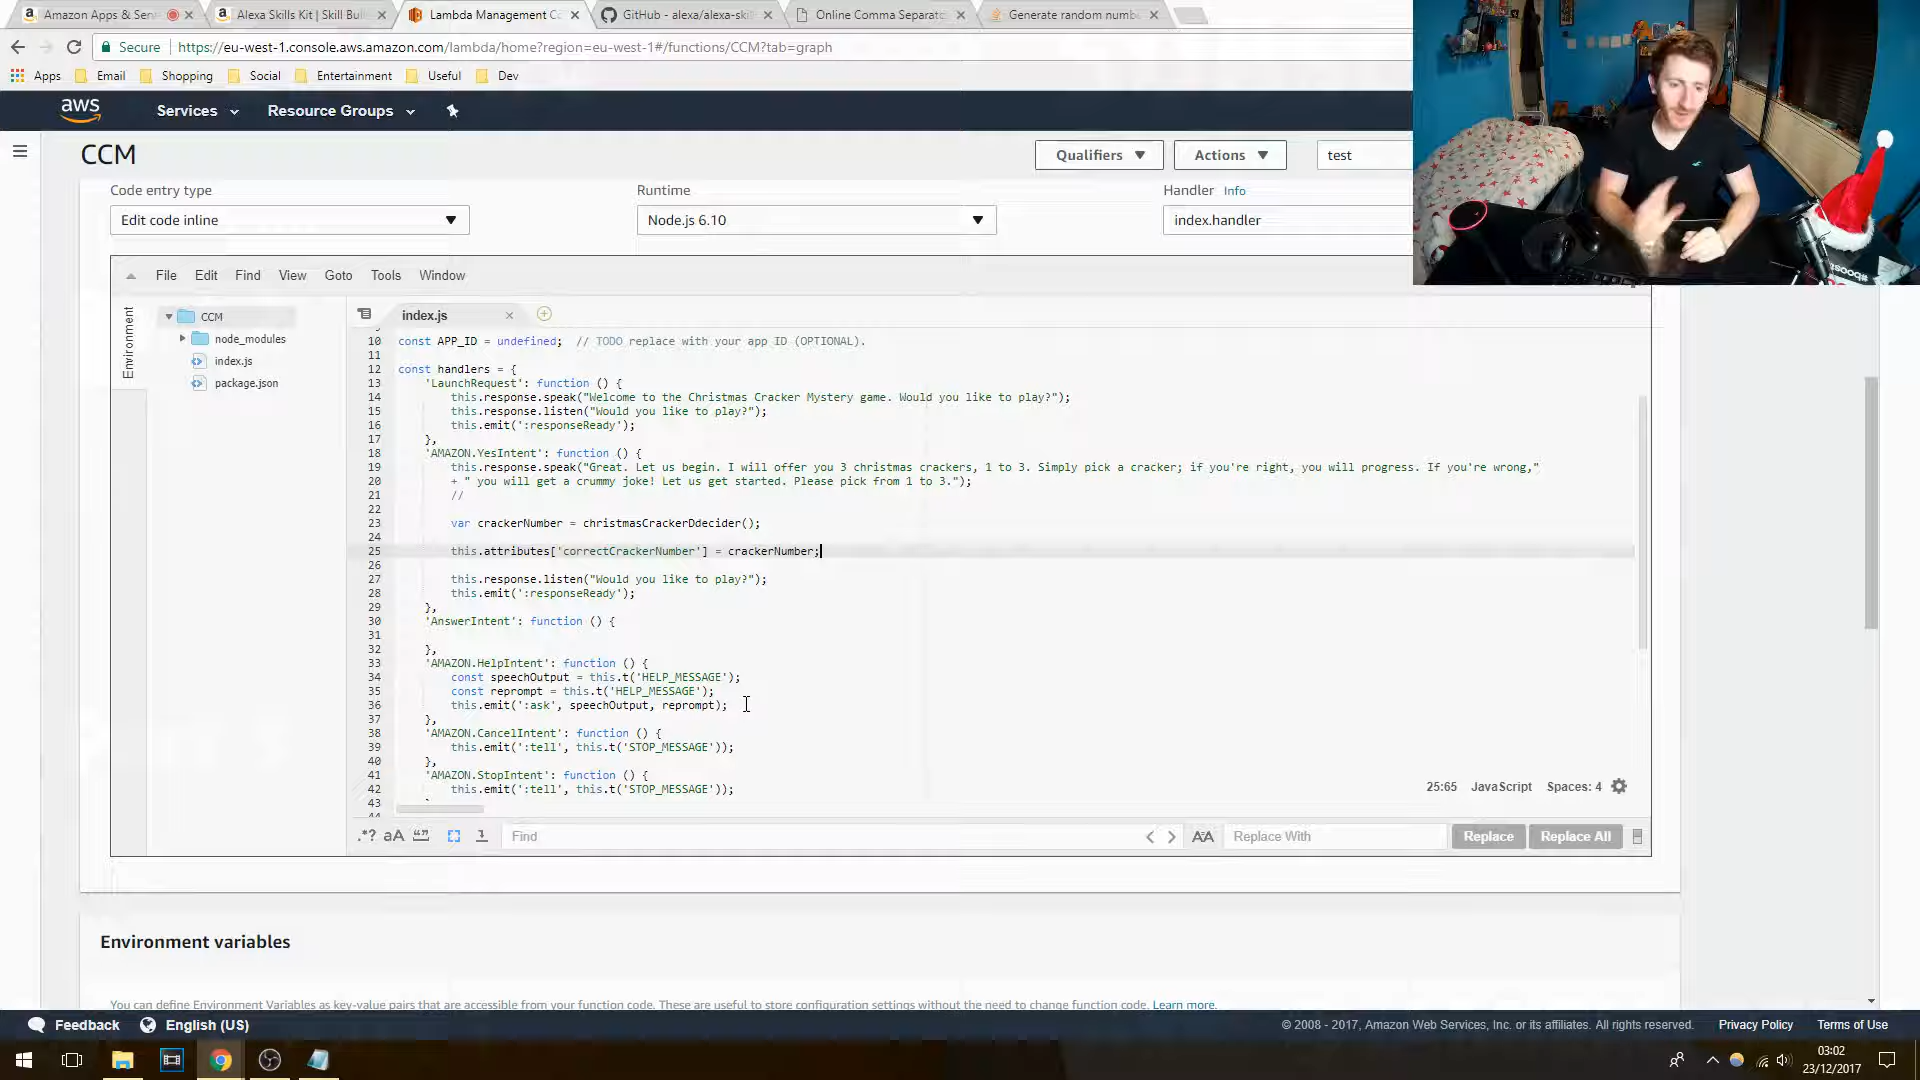 Amazon Apps & Serv
Alexa Skills Kit | Skill Bui
Lambda Management Co
GitHub - alexa/alexa-skil
Online Comma Separato
Generate random numbe
Secure
https://eu-west-1.console.aws.amazon.com/lambda/home?region=eu-west-1#/functions/CCM?tab=graph
Apps
Email
Shopping
Social
Entertainment
Useful
Dev
aws
Services
Resource Groups
CCM
Qualifiers
Actions
test
Code entry type
Runtime
Handler
Info
Edit code inline
Node.js 6.10
index.handler
File
Edit
Find
View
Goto
Tools
Window
Environment
CCM
node_modules
index.js
package.json
index.js
10 const APP_ID = undefined;  // TODO replace with your app ID (OPTIONAL).
11
12 const handlers = {
13 'LaunchRequest': function () {
14 this.response.speak("Welcome to the Christmas Cracker Mystery game. Would you like to play?");
15 this.response.listen("Would you like to play?");
16 this.emit(':responseReady');
17 },
18 'AMAZON.YesIntent': function () {
19 this.response.speak("Great. Let us begin. I will offer you 3 christmas crackers, 1 to 3. Simply pick a cracker; if you're right, you will progress. If you're wrong,"
20 + " you will get a crummy joke! Let us get started. Please pick from 1 to 3.");
21 //
22
23 var crackerNumber = christmasCrackerDdecider();
24
25 this.attributes['correctCrackerNumber'] = crackerNumber;
26
27 this.response.listen("Would you like to play?");
28 this.emit(':responseReady');
29 },
30 'AnswerIntent': function () {
31
32 },
33 'AMAZON.HelpIntent': function () {
34 const speechOutput = this.t('HELP_MESSAGE');
35 const reprompt = this.t('HELP_MESSAGE');
36 this.emit(':ask', speechOutput, reprompt);
37 },
38 'AMAZON.CancelIntent': function () {
39 this.emit(':tell', this.t('STOP_MESSAGE'));
40 },
41 'AMAZON.StopIntent': function () {
42 this.emit(':tell', this.t('STOP_MESSAGE'));
43
44
25:65
JavaScript
Spaces: 4
.*?
aA
Find
AA
Replace With
Replace
Replace All
Environment variables
You can define Environment Variables as key-value pairs that are accessible from your function code. These are useful to store configuration settings without the need to change function code. Learn more.
Feedback
English (US)
© 2008 - 2017, Amazon Web Services, Inc. or its affiliates. All rights reserved.
Privacy Policy
Terms of Use
03:02
23/12/2017
#boost